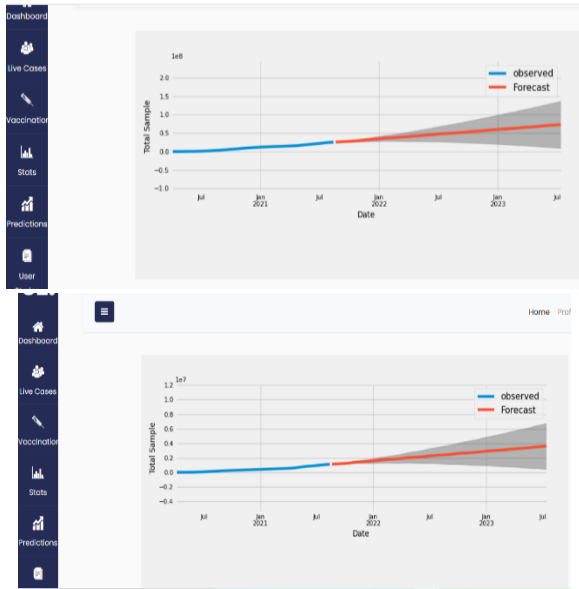 Dashboard
Live Cases
Vaccination
Stats
Predictions
User
1e8
2.0
1.5
1.0
0.5
0.0
−0.5
−1.0
Total Sample
observed
Forecast
Jul
Jan
2021
Jul
Jan
2022
Jul
Jan
2023
Jul
Date
Home Prof
Dashboard
Live Cases
Vaccination
Stats
Predictions
1e7
1.2
1.0
0.8
0.6
0.4
0.2
0.0
−0.2
−0.4
Total Sample
observed
Forecast
Jul
Jan
2021
Jul
Jan
2022
Jul
Jan
2023
Jul
Date